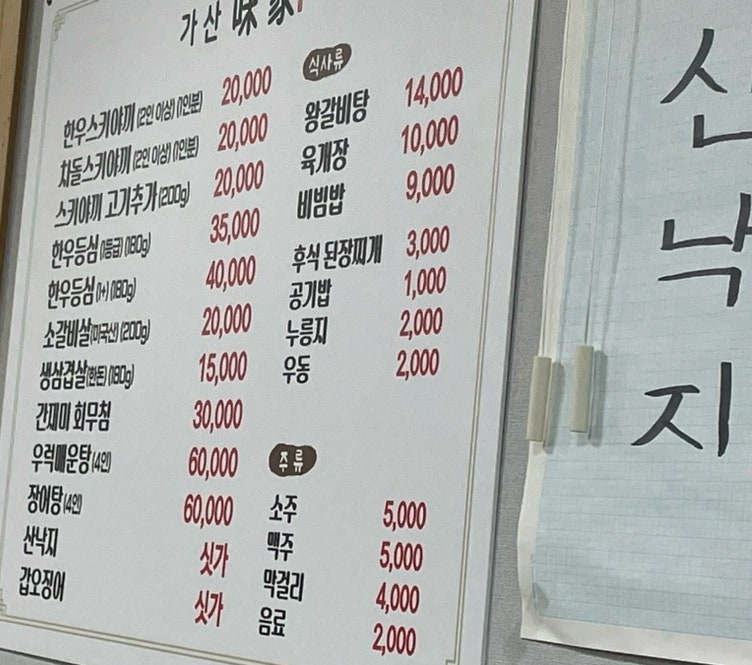 가산 味家
한우스키야끼 (2인 이상) (1인분) 20,000
차돌스키야끼 (2인 이상) (1인분) 20,000
스키야끼 고기추가 (200g) 20,000
한우등심 (1등급) (180g) 35,000
한우등심 (1+) (180g) 40,000
소갈비살 (미국산) (200g) 20,000
생삼겹살 (한돈) (180g) 15,000
간재미 회무침 30,000
우럭매운탕 (4인) 60,000
장어탕 (4인) 60,000
산낙지 싯가
갑오징어 싯가
식사류
왕갈비탕 14,000
육개장 10,000
비빔밥 9,000
후식 된장찌개 3,000
공기밥 1,000
누룽지 2,000
우동 2,000
주류
소주 5,000
맥주 5,000
막걸리 4,000
음료 2,000
산
낙
지